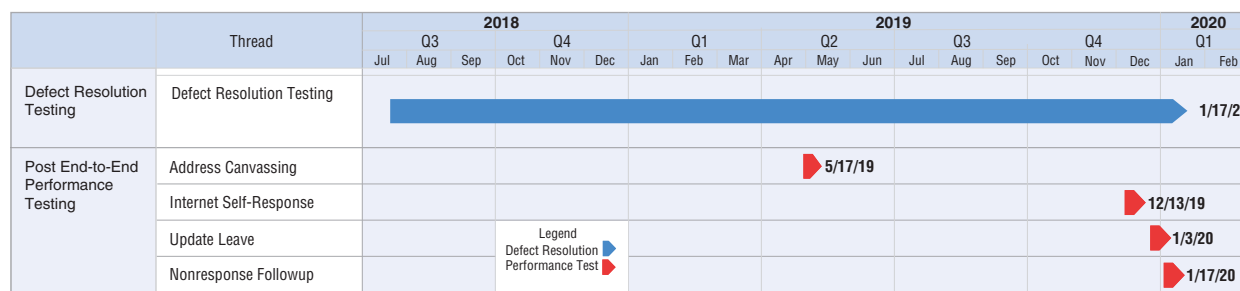 2018 2019 2020
Thread Q3 Q4 Q1 Q2 Q3 Q4 Q1
Jul Aug Sep Oct Nov Dec Jan Feb Mar Apr May Jun Jul Aug Sep Oct Nov Dec Jan Feb
Defect Resolution Testing
Defect Resolution Testing
1/17/2
Post End-to-End
Performance
Testing
Address Canvassing 5/17/19
Internet Self-Response 12/13/19
Update Leave 1/3/20
Legend
Defect Resolution
Performance Test
Nonresponse Followup 1/17/20